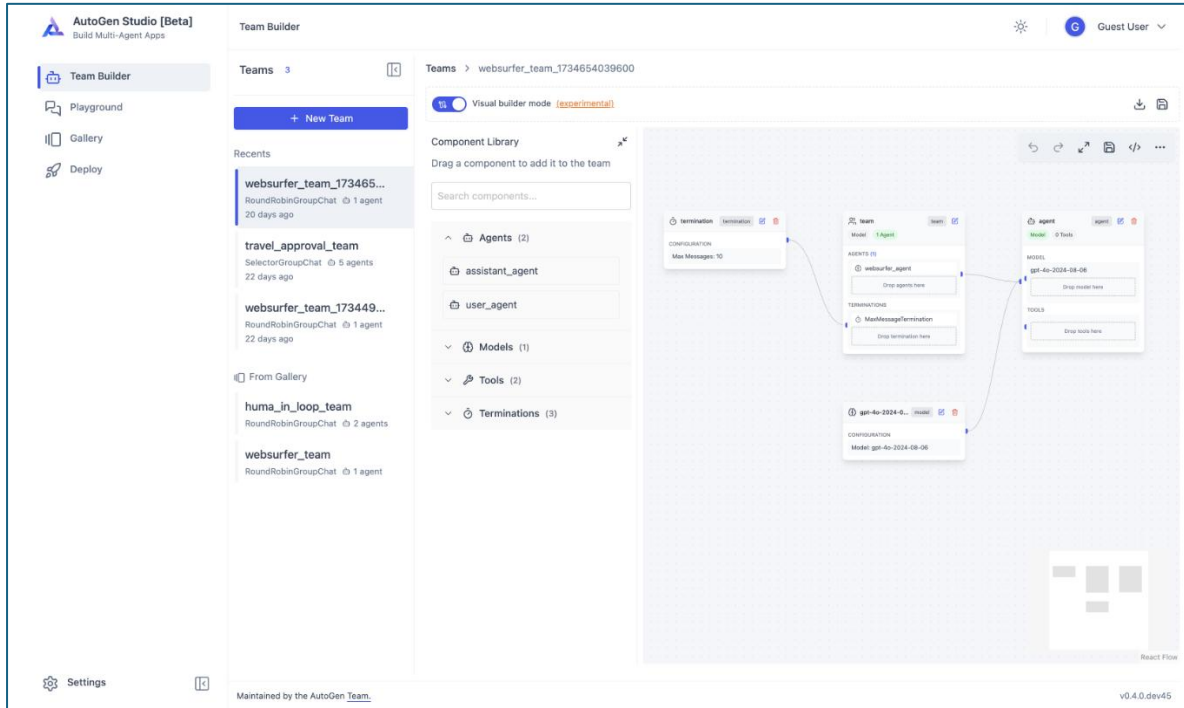 AutoGen Studio [Beta]
Build Multi-Agent Apps
Team Builder
G
Guest User
Team Builder
Playground
Gallery
Deploy
Settings
Teams 3
+ New Team
Recents
websurfer_team_173465...
RoundRobinGroupChat 1 agent
20 days ago
travel_approval_team
SelectorGroupChat 5 agents
22 days ago
websurfer_team_173449...
RoundRobinGroupChat 1 agent
22 days ago
From Gallery
huma_in_loop_team
RoundRobinGroupChat 2 agents
websurfer_team
RoundRobinGroupChat 1 agent
Teams > websurfer_team_1734654039600
Visual builder mode (experimental)
Component Library
Drag a component to add it to the team
Search components...
Agents (2)
assistant_agent
user_agent
Models (1)
Tools (2)
Terminations (3)
termination termination
CONFIGURATION
Max Messages: 10
team team
Model 1 Agent
AGENTS (1)
websurfer_agent
Drop agents here
TERMINATIONS
MaxMessageTermination
Drop termination here
agent agent
Model 0 Tools
MODEL
gpt-4o-2024-08-06
Drop model here
TOOLS
Drop tools here
gpt-4o-2024-0... model
CONFIGURATION
Model: gpt-4o-2024-08-06
React Flow
Maintained by the AutoGen Team.
v0.4.0.dev45